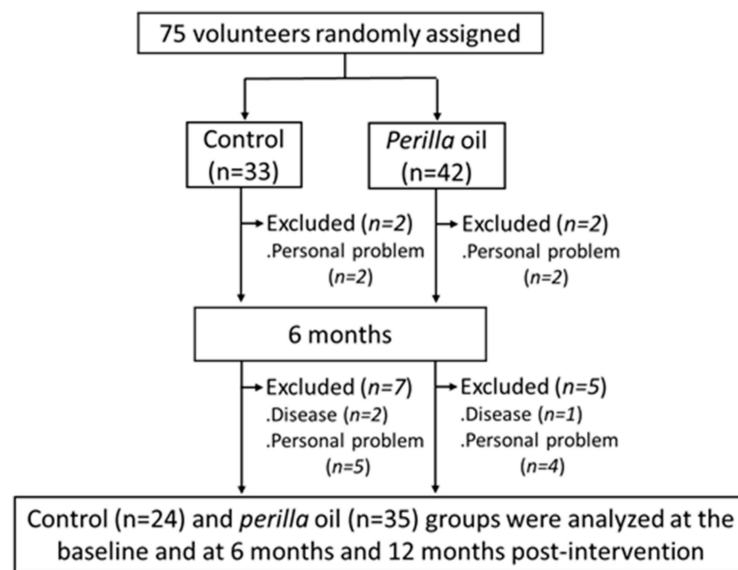 75 volunteers randomly assigned
Control
(n=33)
Perilla oil
(n=42)
Excluded (n=2)
.Personal problem
(n=2)
Excluded (n=2)
.Personal problem
(n=2)
6 months
Excluded (n=7)
.Disease (n=2)
.Personal problem
(n=5)
Excluded (n=5)
.Disease (n=1)
.Personal problem
(n=4)
Control (n=24) and perilla oil (n=35) groups were analyzed at the
baseline and at 6 months and 12 months post-intervention